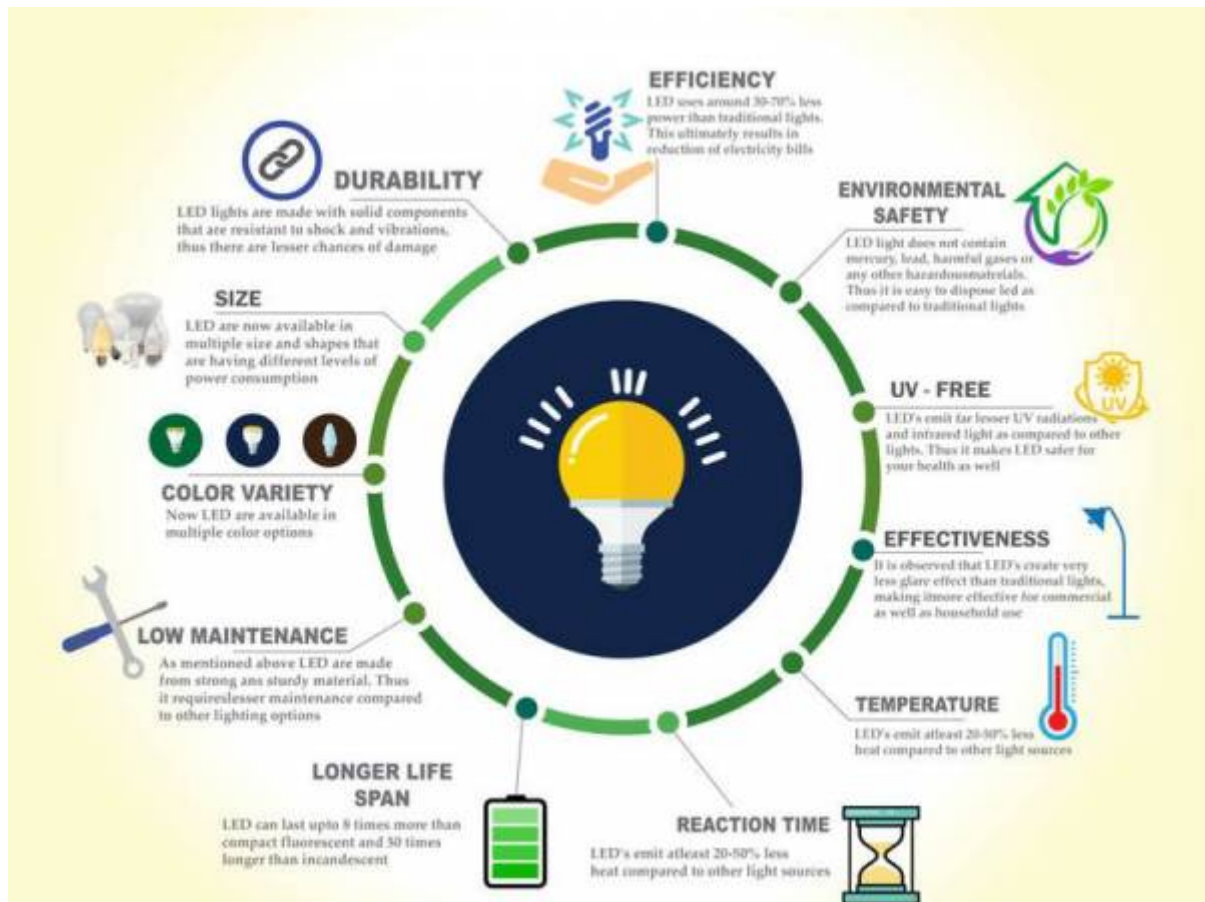 EFFICIENCY
LED uses around 30-70% less
power than traditional lights.
This ultimately results in
reduction of electricity bills
ENVIRONMENTAL
SAFETY
LED light does not contain
mercury, lead, harmful gases or
any other hazardousmaterials.
Thus it is easy to dispose led as
compared to traditional lights
UV - FREE
LED's emit far lesser UV radiations
and infrared light as compared to other
lights. Thus it makes LED safer for
your health as well
UV
EFFECTIVENESS
It is observed that LED's create very
less glare effect than traditional lights,
making itmore effective for commercial
as well as household use
TEMPERATURE
LED's emit atleast 20-50% less
heat compared to other light sources
REACTION TIME
LED's emit atleast 20-50% less
heat compared to other light sources
LONGER LIFE
SPAN
LED can last upto 8 times more than
compact fluorescent and 50 times
longer than incandescent
LOW MAINTENANCE
As mentioned above LED are made
from strong ans sturdy material. Thus
it requireslesser maintenance compared
to other lighting options
COLOR VARIETY
Now LED are available in
multiple color options
SIZE
LED are now available in
multiple size and shapes that
are having different levels of
power consumption
DURABILITY
LED lights are made with solid components
that are resistant to shock and vibrations,
thus there are lesser chances of damage